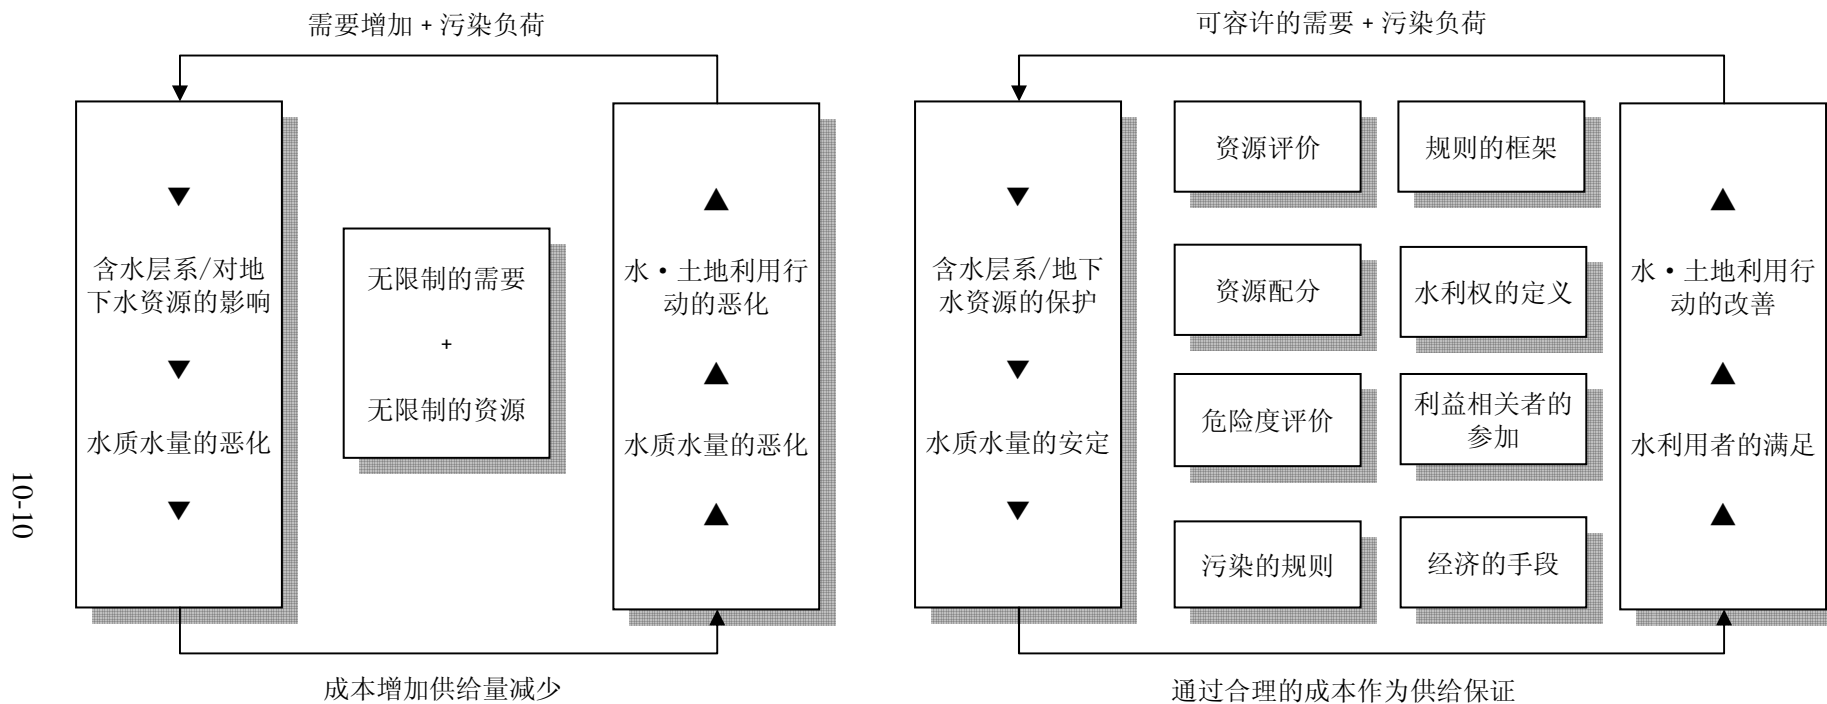 需要增加 + 污染负荷
含水层系/对地
下水资源的影响
水质水量的恶化
无限制的需要
+
无限制的资源
水・土地利用行
动的恶化
水质水量的恶化
成本增加供给量减少
可容许的需要 + 污染负荷
含水层系/地下
水资源的保护
水质水量的安定
资源评价
规则的框架
资源配分
水利权的定义
危险度评价
利益相关者的
参加
污染的规则
经济的手段
水・土地利用行
动的改善
水利用者的满足
通过合理的成本作为供给保证
10-10